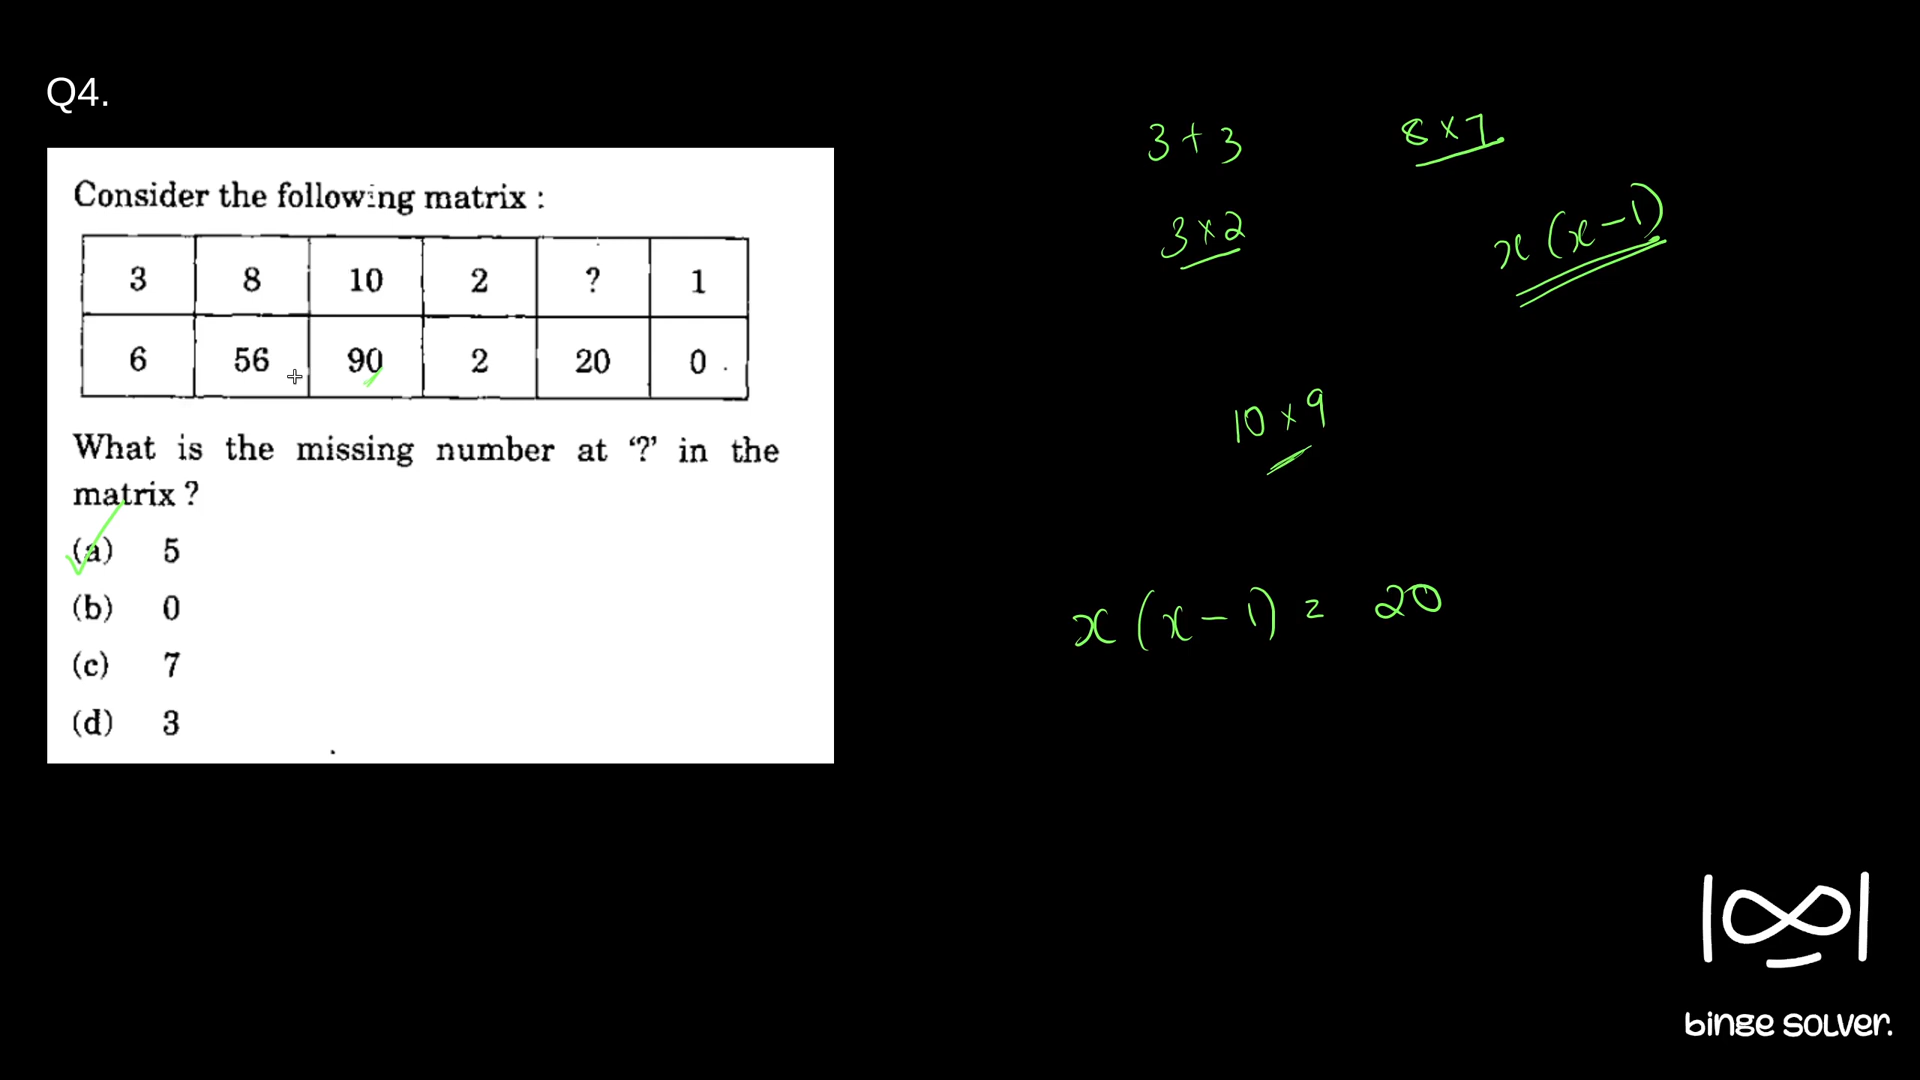 Q4.
Consider the following matrix :
3 8 10 2 ? 1
6 56 90 2 20 0
What is the missing number at ‘?’ in the
matrix ?
(a) 5
(b) 0
(c) 7
(d) 3
3 + 3
8 × 7
3 × 2
x (x - 1)
10 × 9
x (x - 1) = 20
binge solver.